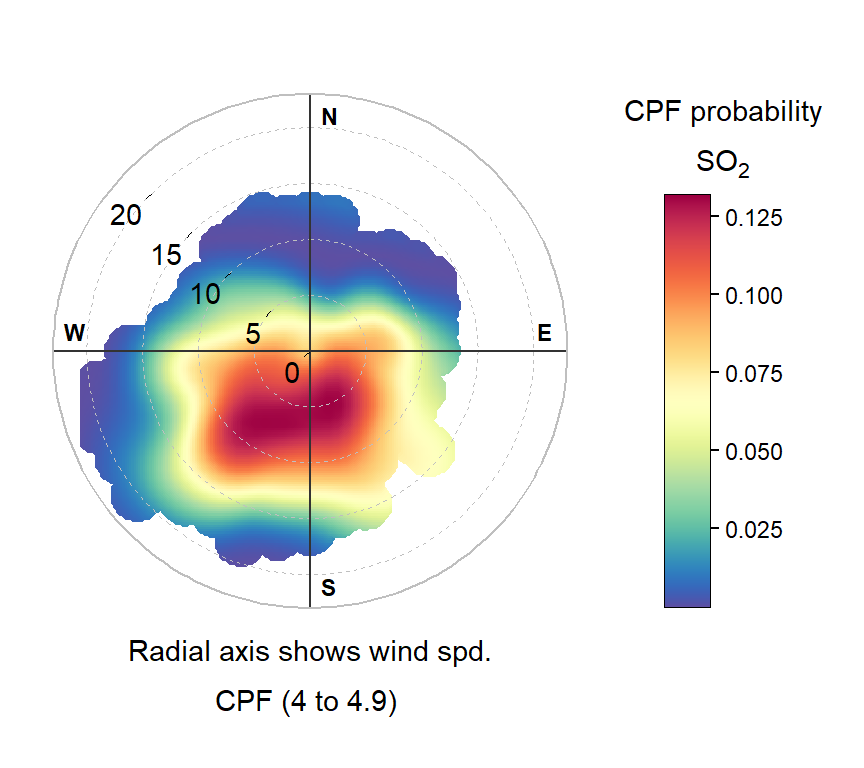 N
20
15
10
5
0
W
E
S
CPF probability
SO₂
0.125
0.100
0.075
0.050
0.025
Radial axis shows wind spd.
CPF (4 to 4.9)